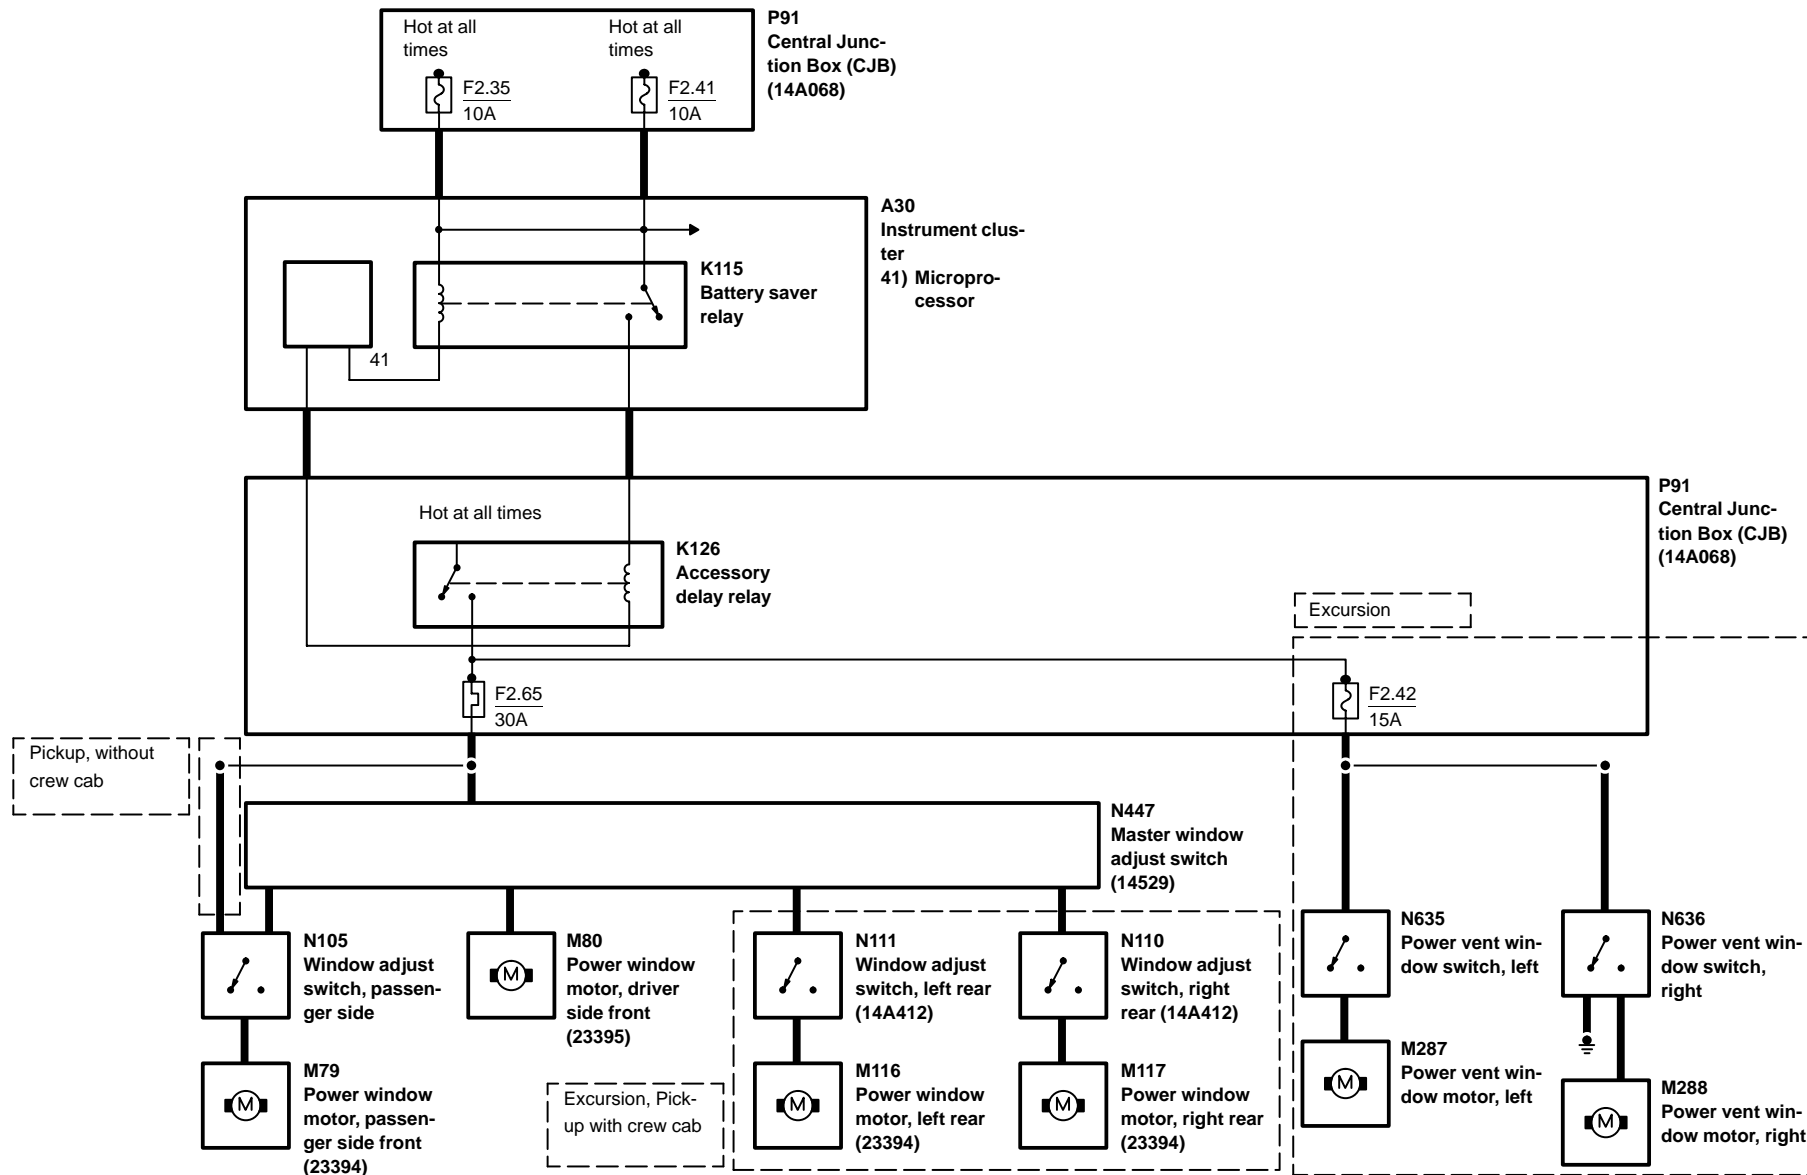 Hot at all
times
Hot at all
times
F2.35
10A
F2.41
10A
P91
Central Junc-
tion Box (CJB)
(14A068)
A30
Instrument clus-
ter
41) Micropro-
cessor
K115
Battery saver
relay
41
Hot at all times
K126
Accessory
delay relay
P91
Central Junc-
tion Box (CJB)
(14A068)
Excursion
F2.65
30A
F2.42
15A
Pickup, without
crew cab
N447
Master window
adjust switch
(14529)
N105
Window adjust
switch, passen-
ger side
M80
Power window
motor, driver
side front
(23395)
N111
Window adjust
switch, left rear
(14A412)
N110
Window adjust
switch, right
rear (14A412)
N635
Power vent win-
dow switch, left
N636
Power vent win-
dow switch,
right
M
M79
Power window
motor, passen-
ger side front
(23394)
M
Excursion, Pick-
up with crew cab
M116
Power window
motor, left rear
(23394)
M
M117
Power window
motor, right rear
(23394)
M
M287
Power vent win-
dow motor, left
M
M288
Power vent win-
dow motor, right
M